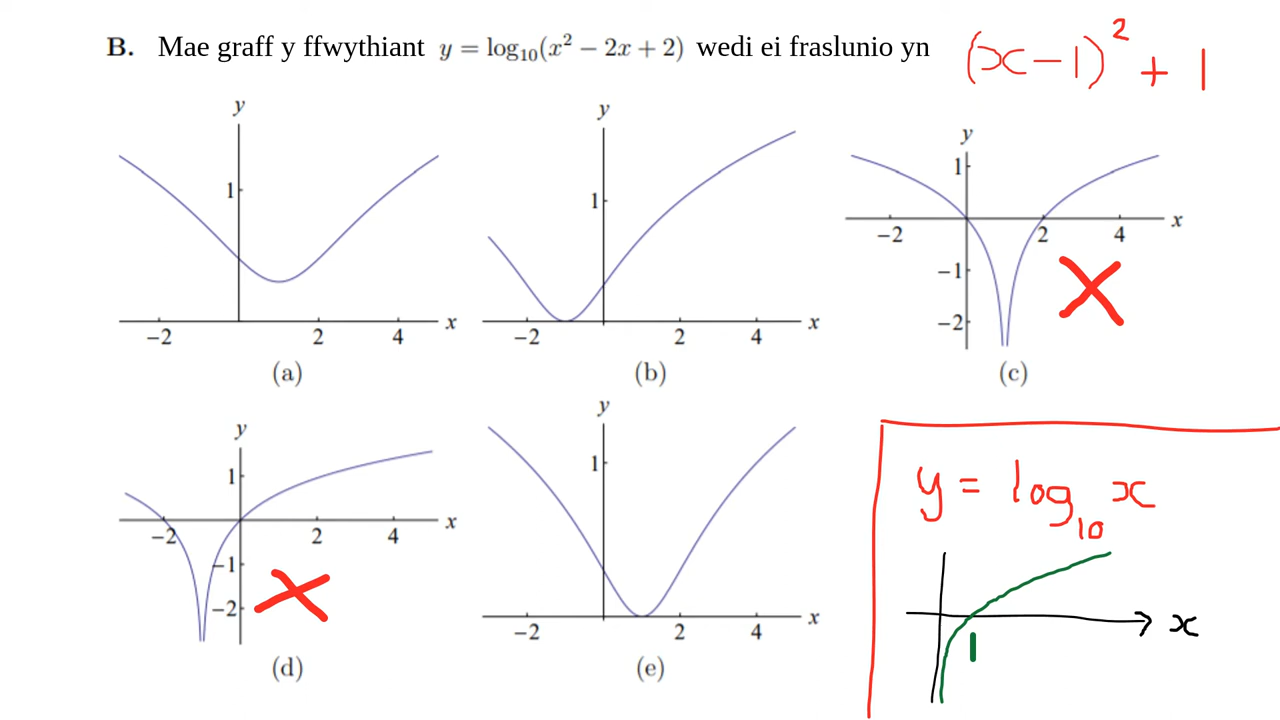 B. Mae graff y ffwythiant y = log₁₀(x² − 2x + 2) wedi ei fraslunio yn
(x − 1)² + 1
y
1
−2 2 4 x
(a)
y
1
−2 2 4 x
(b)
y
1
−2 2 4 x
−1
−2
(c)
y
1
−2 2 4 x
−1
−2
(d)
y
1
−2 2 4 x
(e)
y = log₁₀ x
x
1